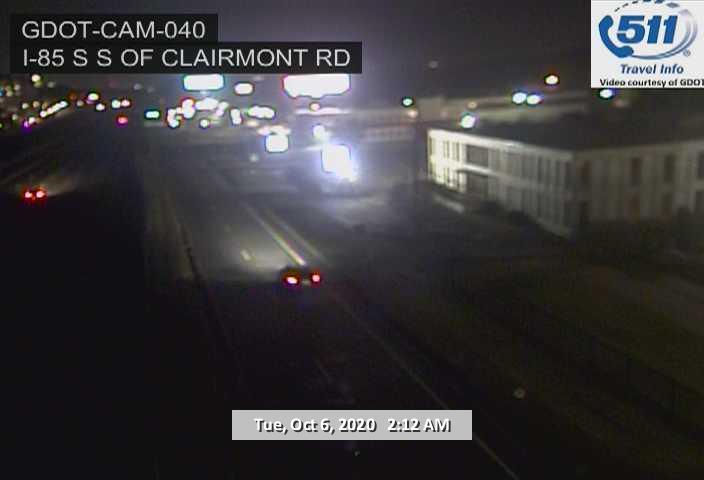 GDOT-CAM-040
I-85 S S OF CLAIRMONT RD
511
Travel Info
Video courtesy of GDOT
Tue, Oct 6, 2020 2:12 AM